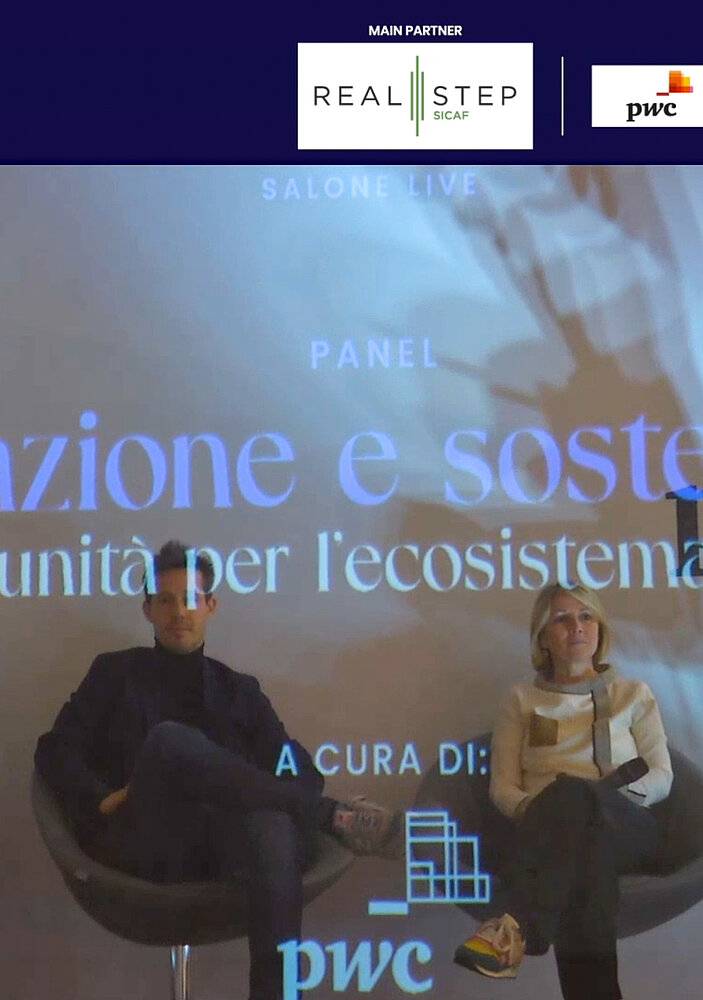 MAIN PARTNER
REAL STEP
SICAF
pwc
SALONE LIVE
PANEL
azione e soste
unità per l'ecosistema
A CURA DI:
pwc